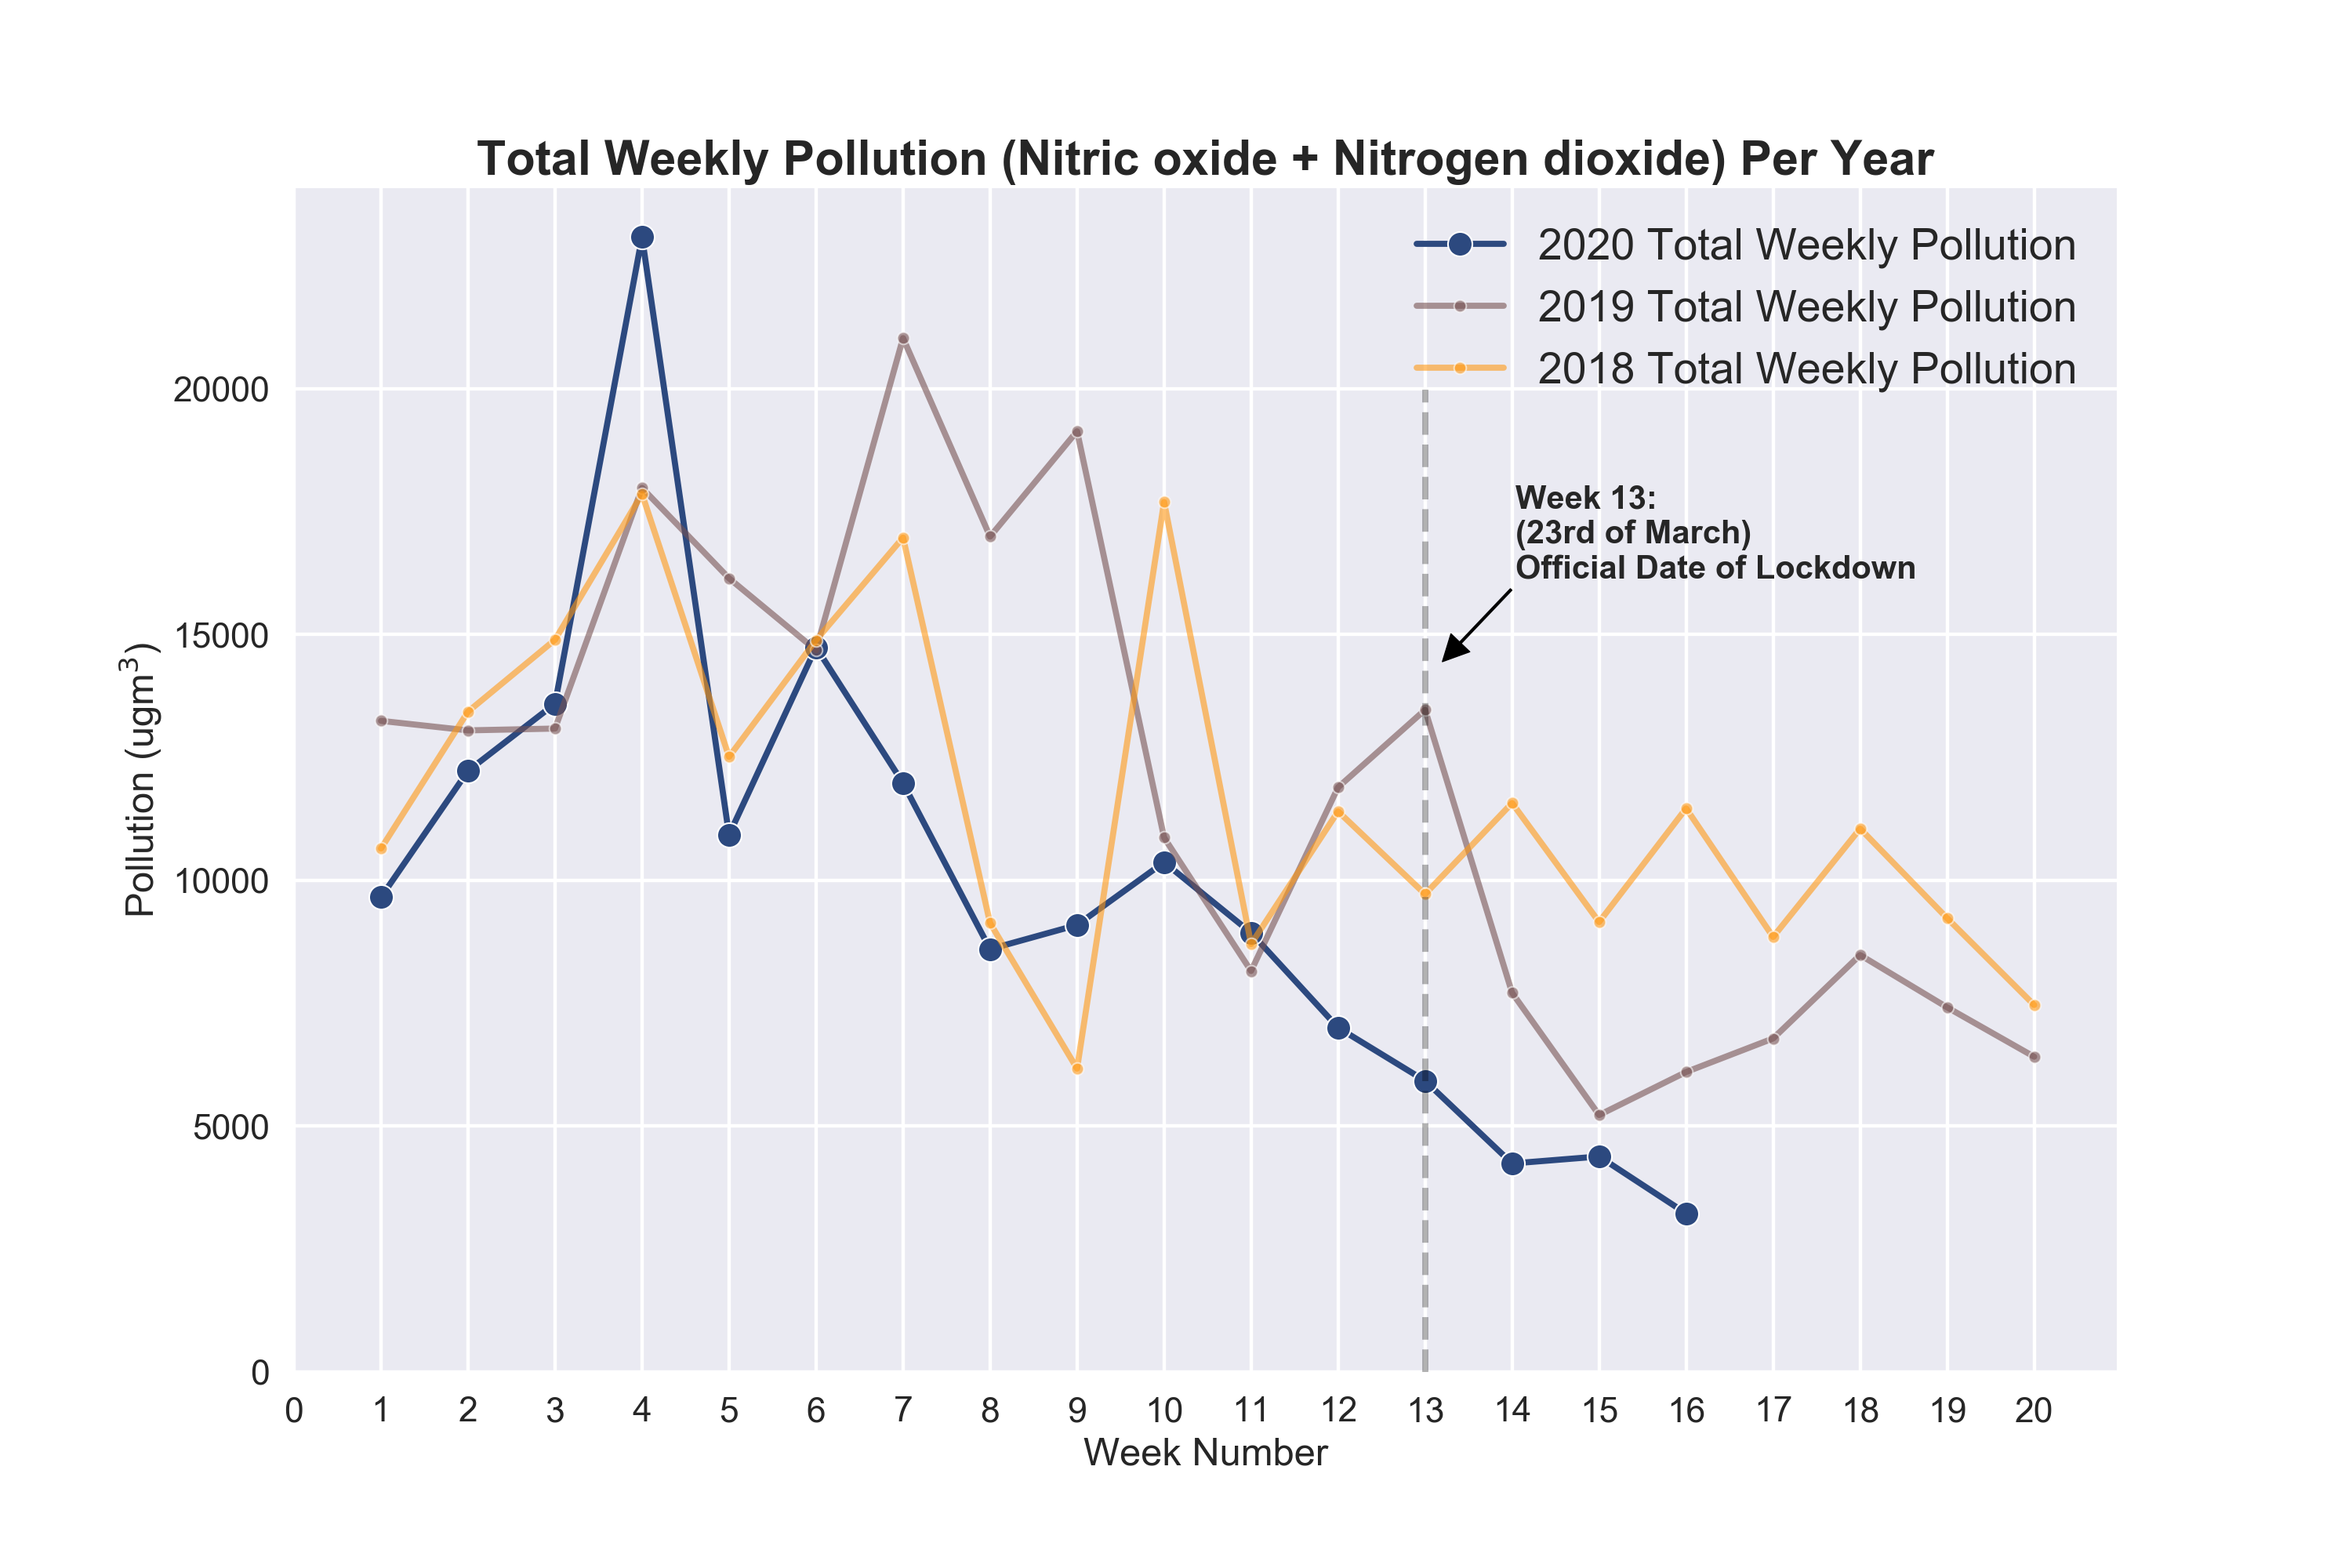 Total Weekly Pollution (Nitric oxide + Nitrogen dioxide) Per Year
2020 Total Weekly Pollution
2019 Total Weekly Pollution
2018 Total Weekly Pollution
Week 13:
(23rd of March)
Official Date of Lockdown
Pollution (ugm³)
20000
15000
10000
5000
0
0 1 2 3 4 5 6 7 8 9 10 11 12 13 14 15 16 17 18 19 20
Week Number